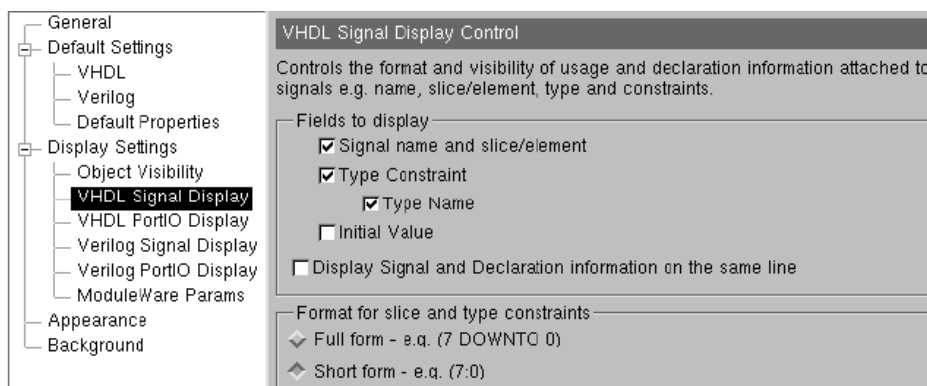 General
Default Settings
VHDL
Verilog
Default Properties
Display Settings
Object Visibility
VHDL Signal Display
VHDL PortIO Display
Verilog Signal Display
Verilog PortIO Display
ModuleWare Params
Appearance
Background
VHDL Signal Display Control
Controls the format and visibility of usage and declaration information attached to
signals e.g. name, slice/element, type and constraints.
Fields to display
Signal name and slice/element
Type Constraint
Type Name
Initial Value
Display Signal and Declaration information on the same line
Format for slice and type constraints
Full form - e.g. (7 DOWNTO 0)
Short form - e.g. (7:0)